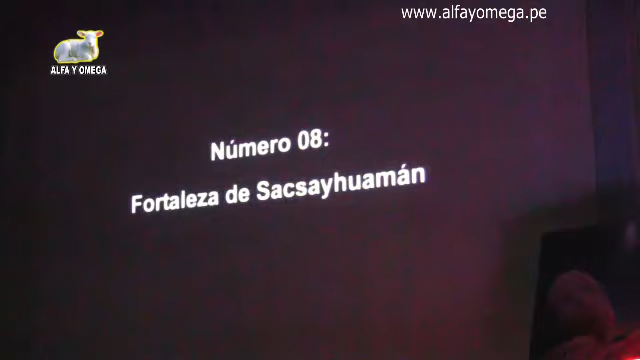 www.alfayomega.pe
ALFA Y OMEGA
Número 08:
Fortaleza de Sacsayhuamán